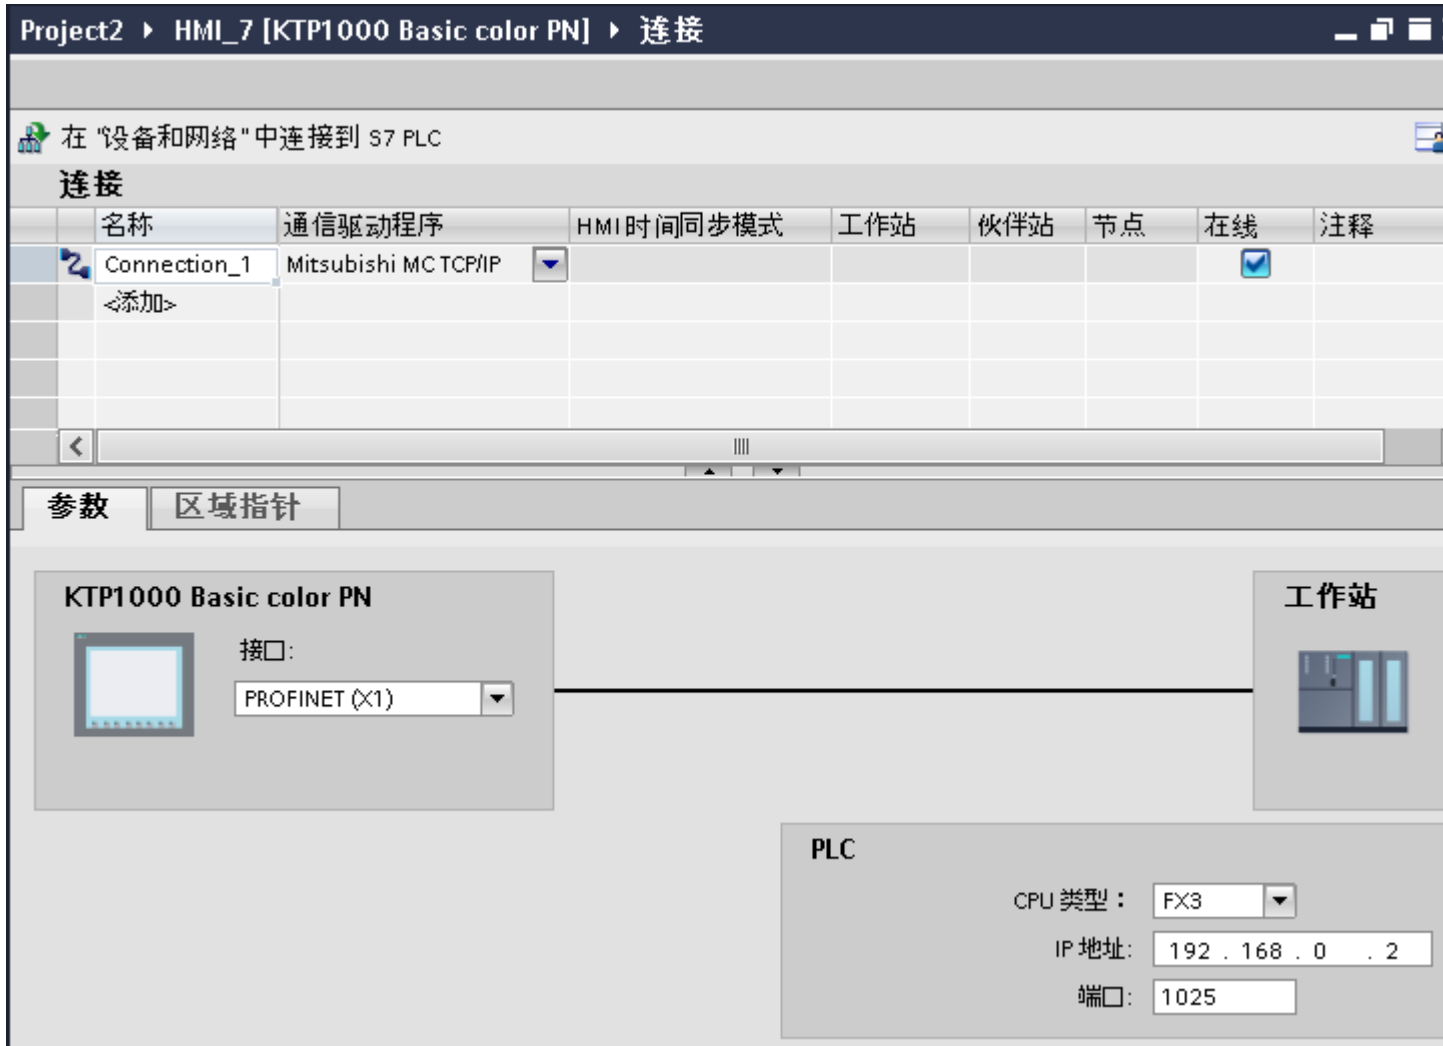 Project2 ▸ HMI_7 [KTP1000 Basic color PN] ▸ 连接
在 "设备和网络" 中连接到 S7 PLC
连接
名称 通信驱动程序 HMI 时间同步模式 工作站 伙伴站 节点 在线 注释
Connection_1 Mitsubishi MC TCP/IP
<添加>
参数 区域指针
KTP1000 Basic color PN
工作站
接口:
PROFINET (X1)
PLC
CPU 类型： FX3
IP 地址: 192 . 168 . 0 . 2
端口: 1025